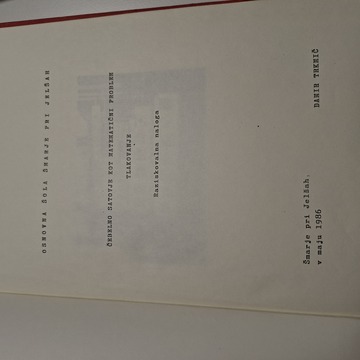 OSNOVNA ŠOLA ŠMARJE PRI JELŠAH
ČEBELNO SATOVJE KOT MATEMATIČNI PROBLEM
TLAKOVANJE
Raziskovalna naloga
Šmarje pri Jelšah,
v maju 1986
DAMIR TRKMIČ